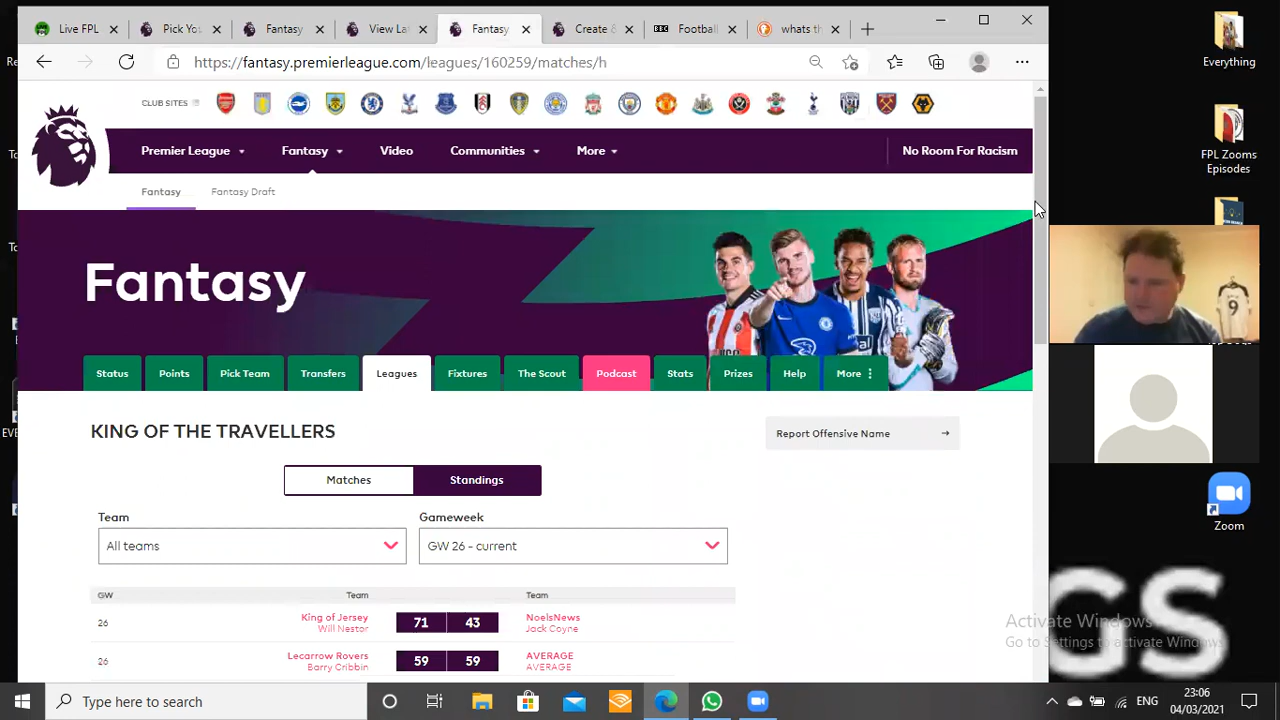 Live FPL
Pick Yo
Fantasy
View La
Fantasy
Create &
Football
whats th
https://fantasy.premierleague.com/leagues/160259/matches/h
CLUB SITES
Premier League
Fantasy
Video
Communities
More
No Room For Racism
Fantasy
Fantasy Draft
Fantasy
Status
Points
Pick Team
Transfers
Leagues
Fixtures
The Scout
Podcast
Stats
Prizes
Help
More
KING OF THE TRAVELLERS
Report Offensive Name
Matches
Standings
Team
Gameweek
All teams
GW 26 - current
GW
Team
Team
26
King of Jersey
Will Nestor
71
43
NoelsNews
Jack Coyne
26
Lecarrow Rovers
Barry Cribbin
59
59
AVERAGE
AVERAGE
Everything
FPL Zooms
Episodes
9
Zoom
GS
Activate Windows
Go to Settings to activate Windows.
Type here to search
ENG
23:06
04/03/2021